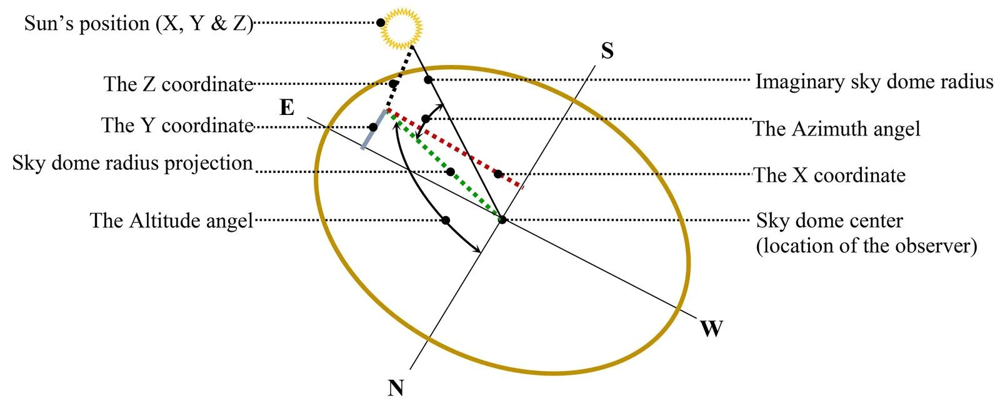 Sun's position (X, Y & Z)
S
The Z coordinate
Imaginary sky dome radius
E
The Y coordinate
The Azimuth angel
Sky dome radius projection
The X coordinate
The Altitude angel
Sky dome center
(location of the observer)
W
N